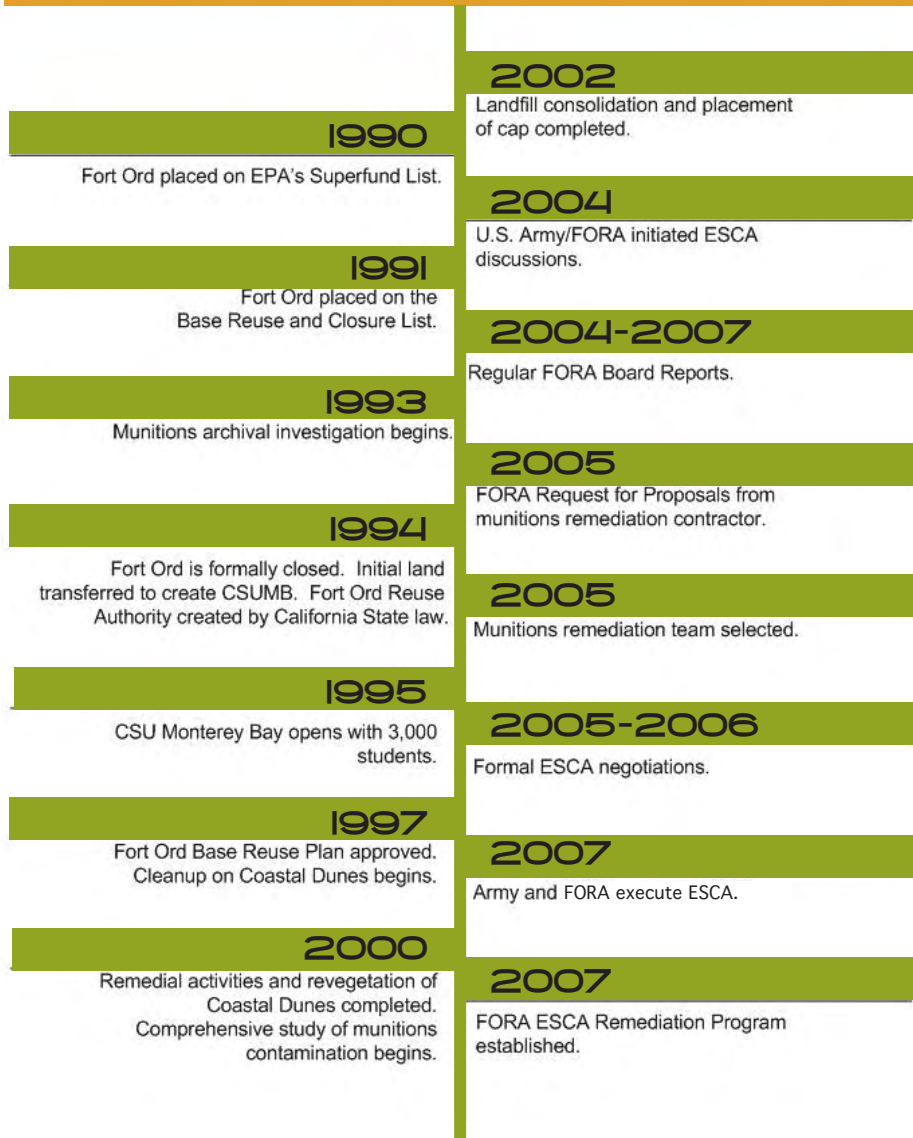 1990
Fort Ord placed on EPA's Superfund List.
1991
Fort Ord placed on the
Base Reuse and Closure List.
1993
Munitions archival investigation begins.
1994
Fort Ord is formally closed. Initial land
transferred to create CSUMB. Fort Ord Reuse
Authority created by California State law.
1995
CSU Monterey Bay opens with 3,000
students.
1997
Fort Ord Base Reuse Plan approved.
Cleanup on Coastal Dunes begins.
2000
Remedial activities and revegetation of
Coastal Dunes completed.
Comprehensive study of munitions
contamination begins.
2002
Landfill consolidation and placement
of cap completed.
2004
U.S. Army/FORA initiated ESCA
discussions.
2004-2007
Regular FORA Board Reports.
2005
FORA Request for Proposals from
munitions remediation contractor.
2005
Munitions remediation team selected.
2005-2006
Formal ESCA negotiations.
2007
Army and FORA execute ESCA.
2007
FORA ESCA Remediation Program
established.